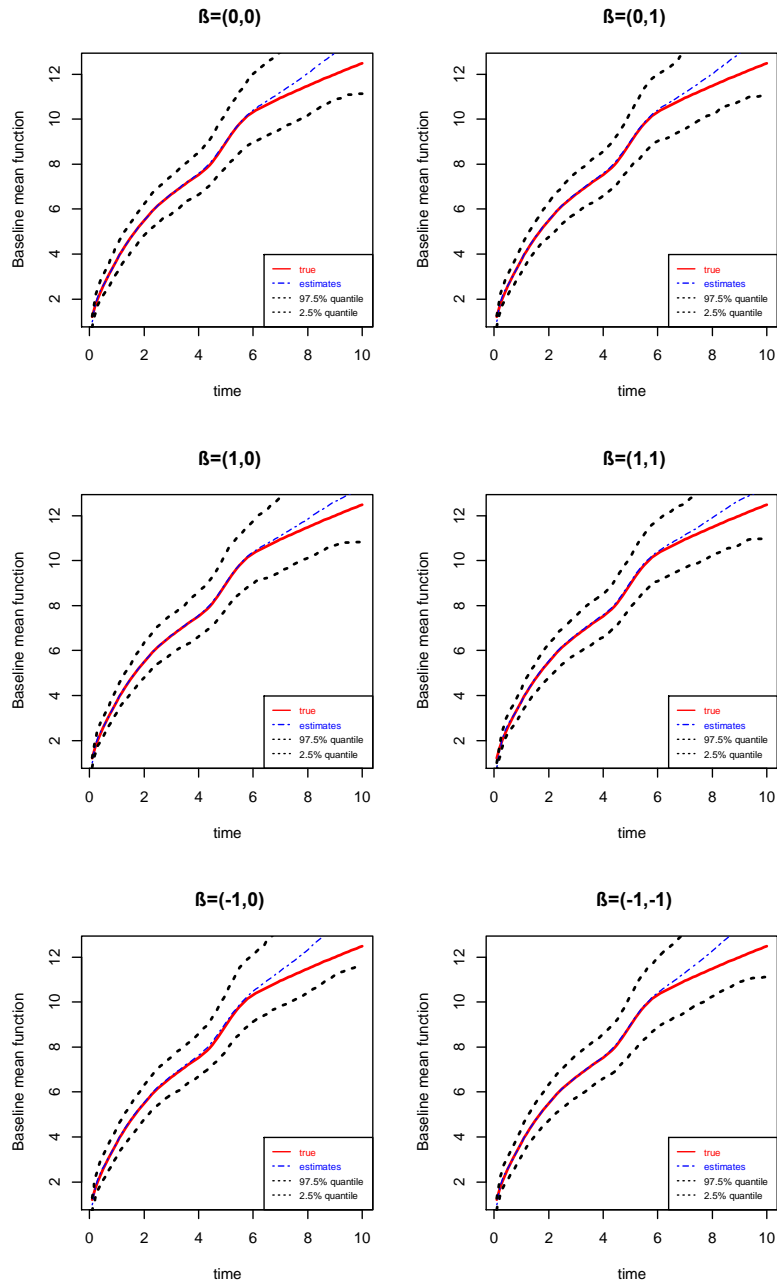 ß=(0,0)
Baseline mean function
12
10
8
6
4
2
0 2 4 6 8 10
time
true
estimates
97.5% quantile
2.5% quantile
ß=(0,1)
Baseline mean function
12
10
8
6
4
2
0 2 4 6 8 10
time
true
estimates
97.5% quantile
2.5% quantile
ß=(1,0)
Baseline mean function
12
10
8
6
4
2
0 2 4 6 8 10
time
true
estimates
97.5% quantile
2.5% quantile
ß=(1,1)
Baseline mean function
12
10
8
6
4
2
0 2 4 6 8 10
time
true
estimates
97.5% quantile
2.5% quantile
ß=(-1,0)
Baseline mean function
12
10
8
6
4
2
0 2 4 6 8 10
time
true
estimates
97.5% quantile
2.5% quantile
ß=(-1,-1)
Baseline mean function
12
10
8
6
4
2
0 2 4 6 8 10
time
true
estimates
97.5% quantile
2.5% quantile